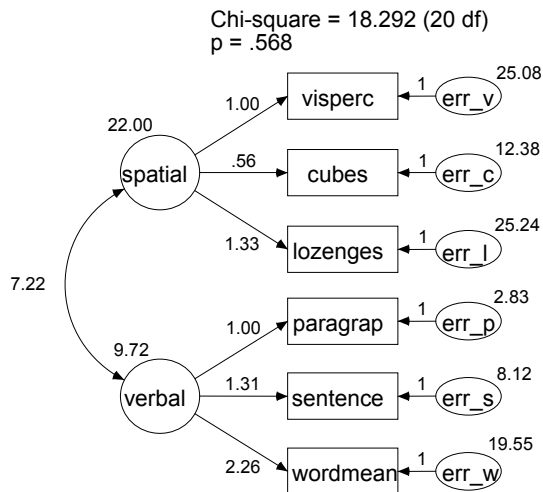 Chi-square = 18.292 (20 df)
p = .568
25.08
1.00
visperc
1
err_v
22.00
12.38
spatial
.56
cubes
1
err_c
25.24
1.33
lozenges
1
err_l
7.22
2.83
9.72
1.00
paragrap
1
err_p
8.12
verbal
1.31
sentence
1
err_s
19.55
2.26
wordmean
1
err_w